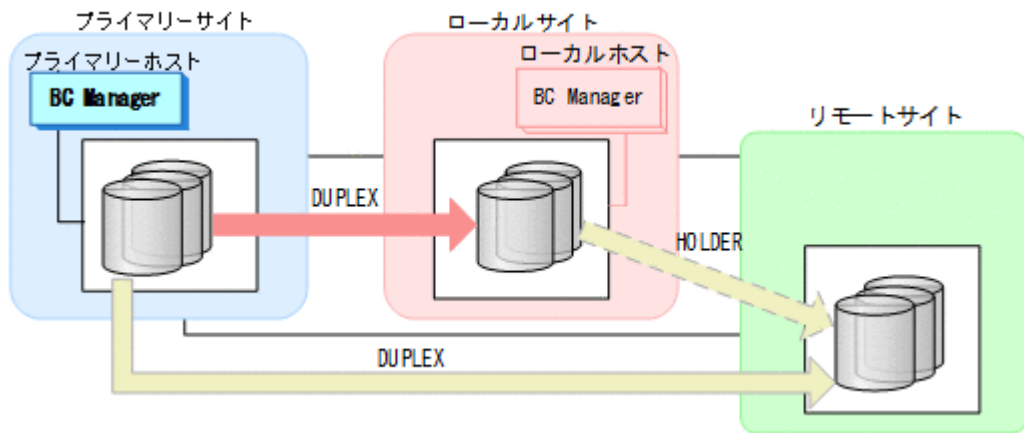 プライマリーサイト
ローカルサイト
プライマリーホスト
ローカルホスト
BC Manager
BC Manager
リモートサイト
DUPLEX
HOLDER
DUPLEX